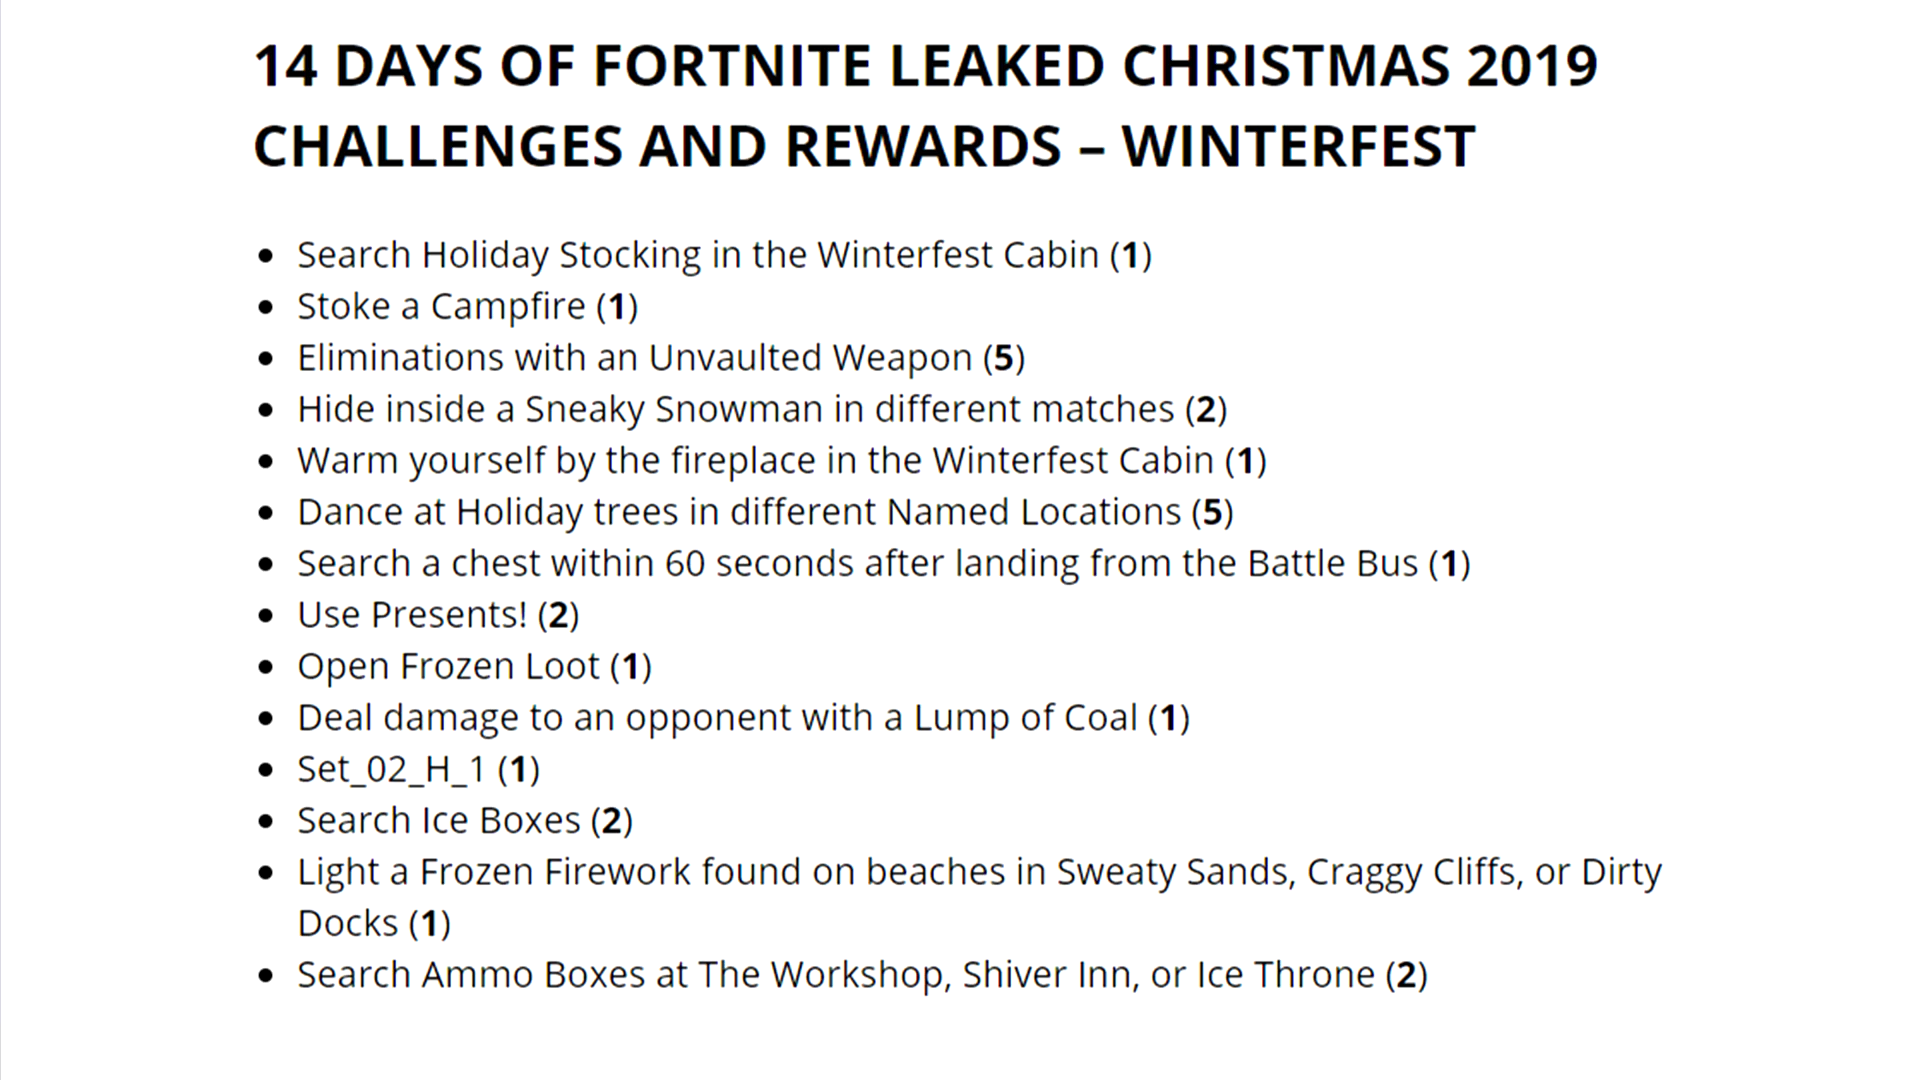 14 DAYS OF FORTNITE LEAKED CHRISTMAS 2019
CHALLENGES AND REWARDS – WINTERFEST
• Search Holiday Stocking in the Winterfest Cabin (1)
• Stoke a Campfire (1)
• Eliminations with an Unvaulted Weapon (5)
• Hide inside a Sneaky Snowman in different matches (2)
• Warm yourself by the fireplace in the Winterfest Cabin (1)
• Dance at Holiday trees in different Named Locations (5)
• Search a chest within 60 seconds after landing from the Battle Bus (1)
• Use Presents! (2)
• Open Frozen Loot (1)
• Deal damage to an opponent with a Lump of Coal (1)
• Set_02_H_1 (1)
• Search Ice Boxes (2)
• Light a Frozen Firework found on beaches in Sweaty Sands, Craggy Cliffs, or Dirty
Docks (1)
• Search Ammo Boxes at The Workshop, Shiver Inn, or Ice Throne (2)